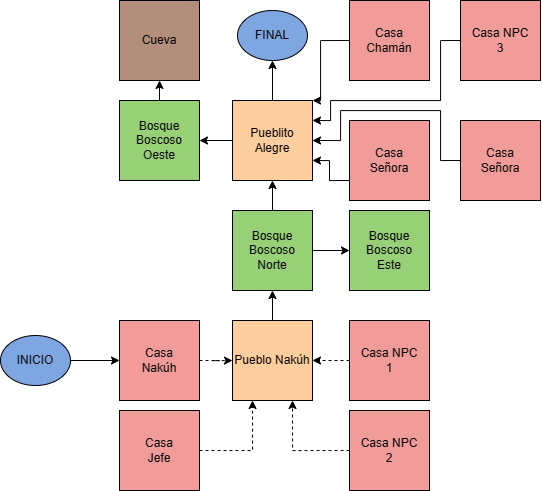 Cueva
FINAL
Casa
Chamán
Casa NPC
3
Bosque
Boscoso
Oeste
Pueblito
Alegre
Casa
Señora
Casa
Señora
Bosque
Boscoso
Norte
Bosque
Boscoso
Este
INICIO
Casa
Nakúh
Pueblo Nakúh
Casa NPC
1
Casa
Jefe
Casa NPC
2